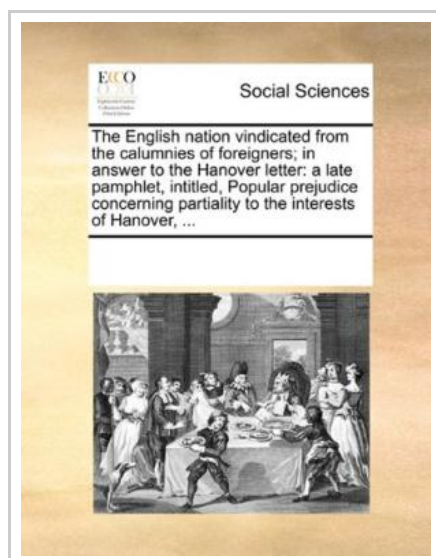 ECCO
Social Sciences
The English nation vindicated from
the calumnies of foreigners; in
answer to the Hanover letter: a late
pamphlet, intitled, Popular prejudice
concerning partiality to the interests
of Hanover, ...